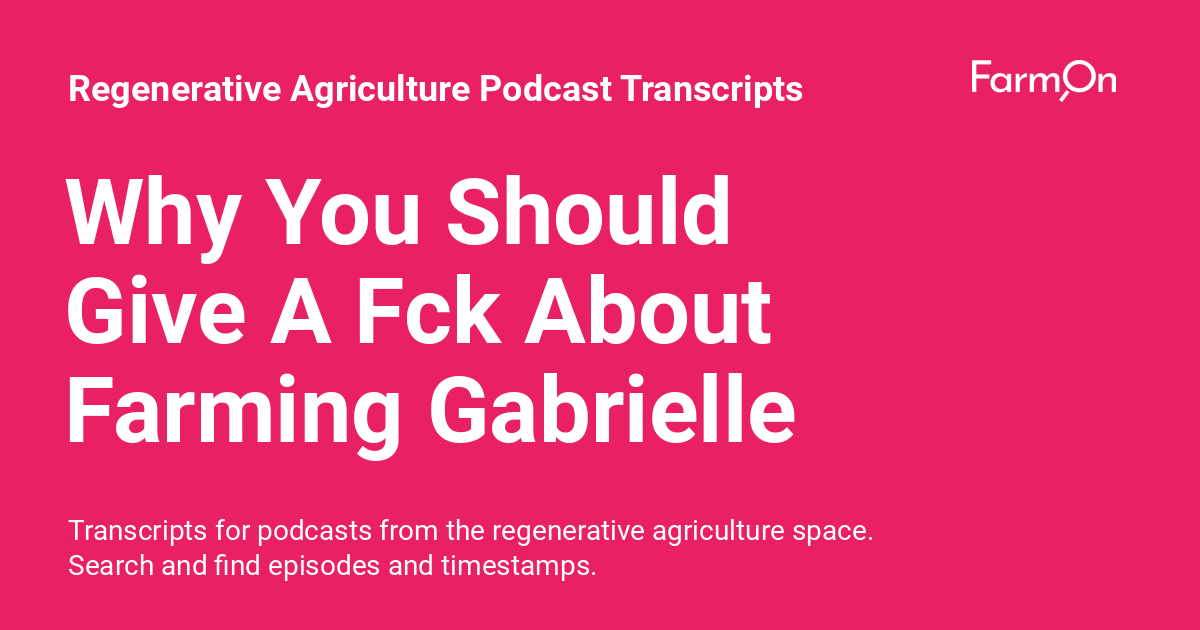 Regenerative Agriculture Podcast Transcripts
FarmOn
Why You Should
Give A Fck About
Farming Gabrielle
Transcripts for podcasts from the regenerative agriculture space.
Search and find episodes and timestamps.